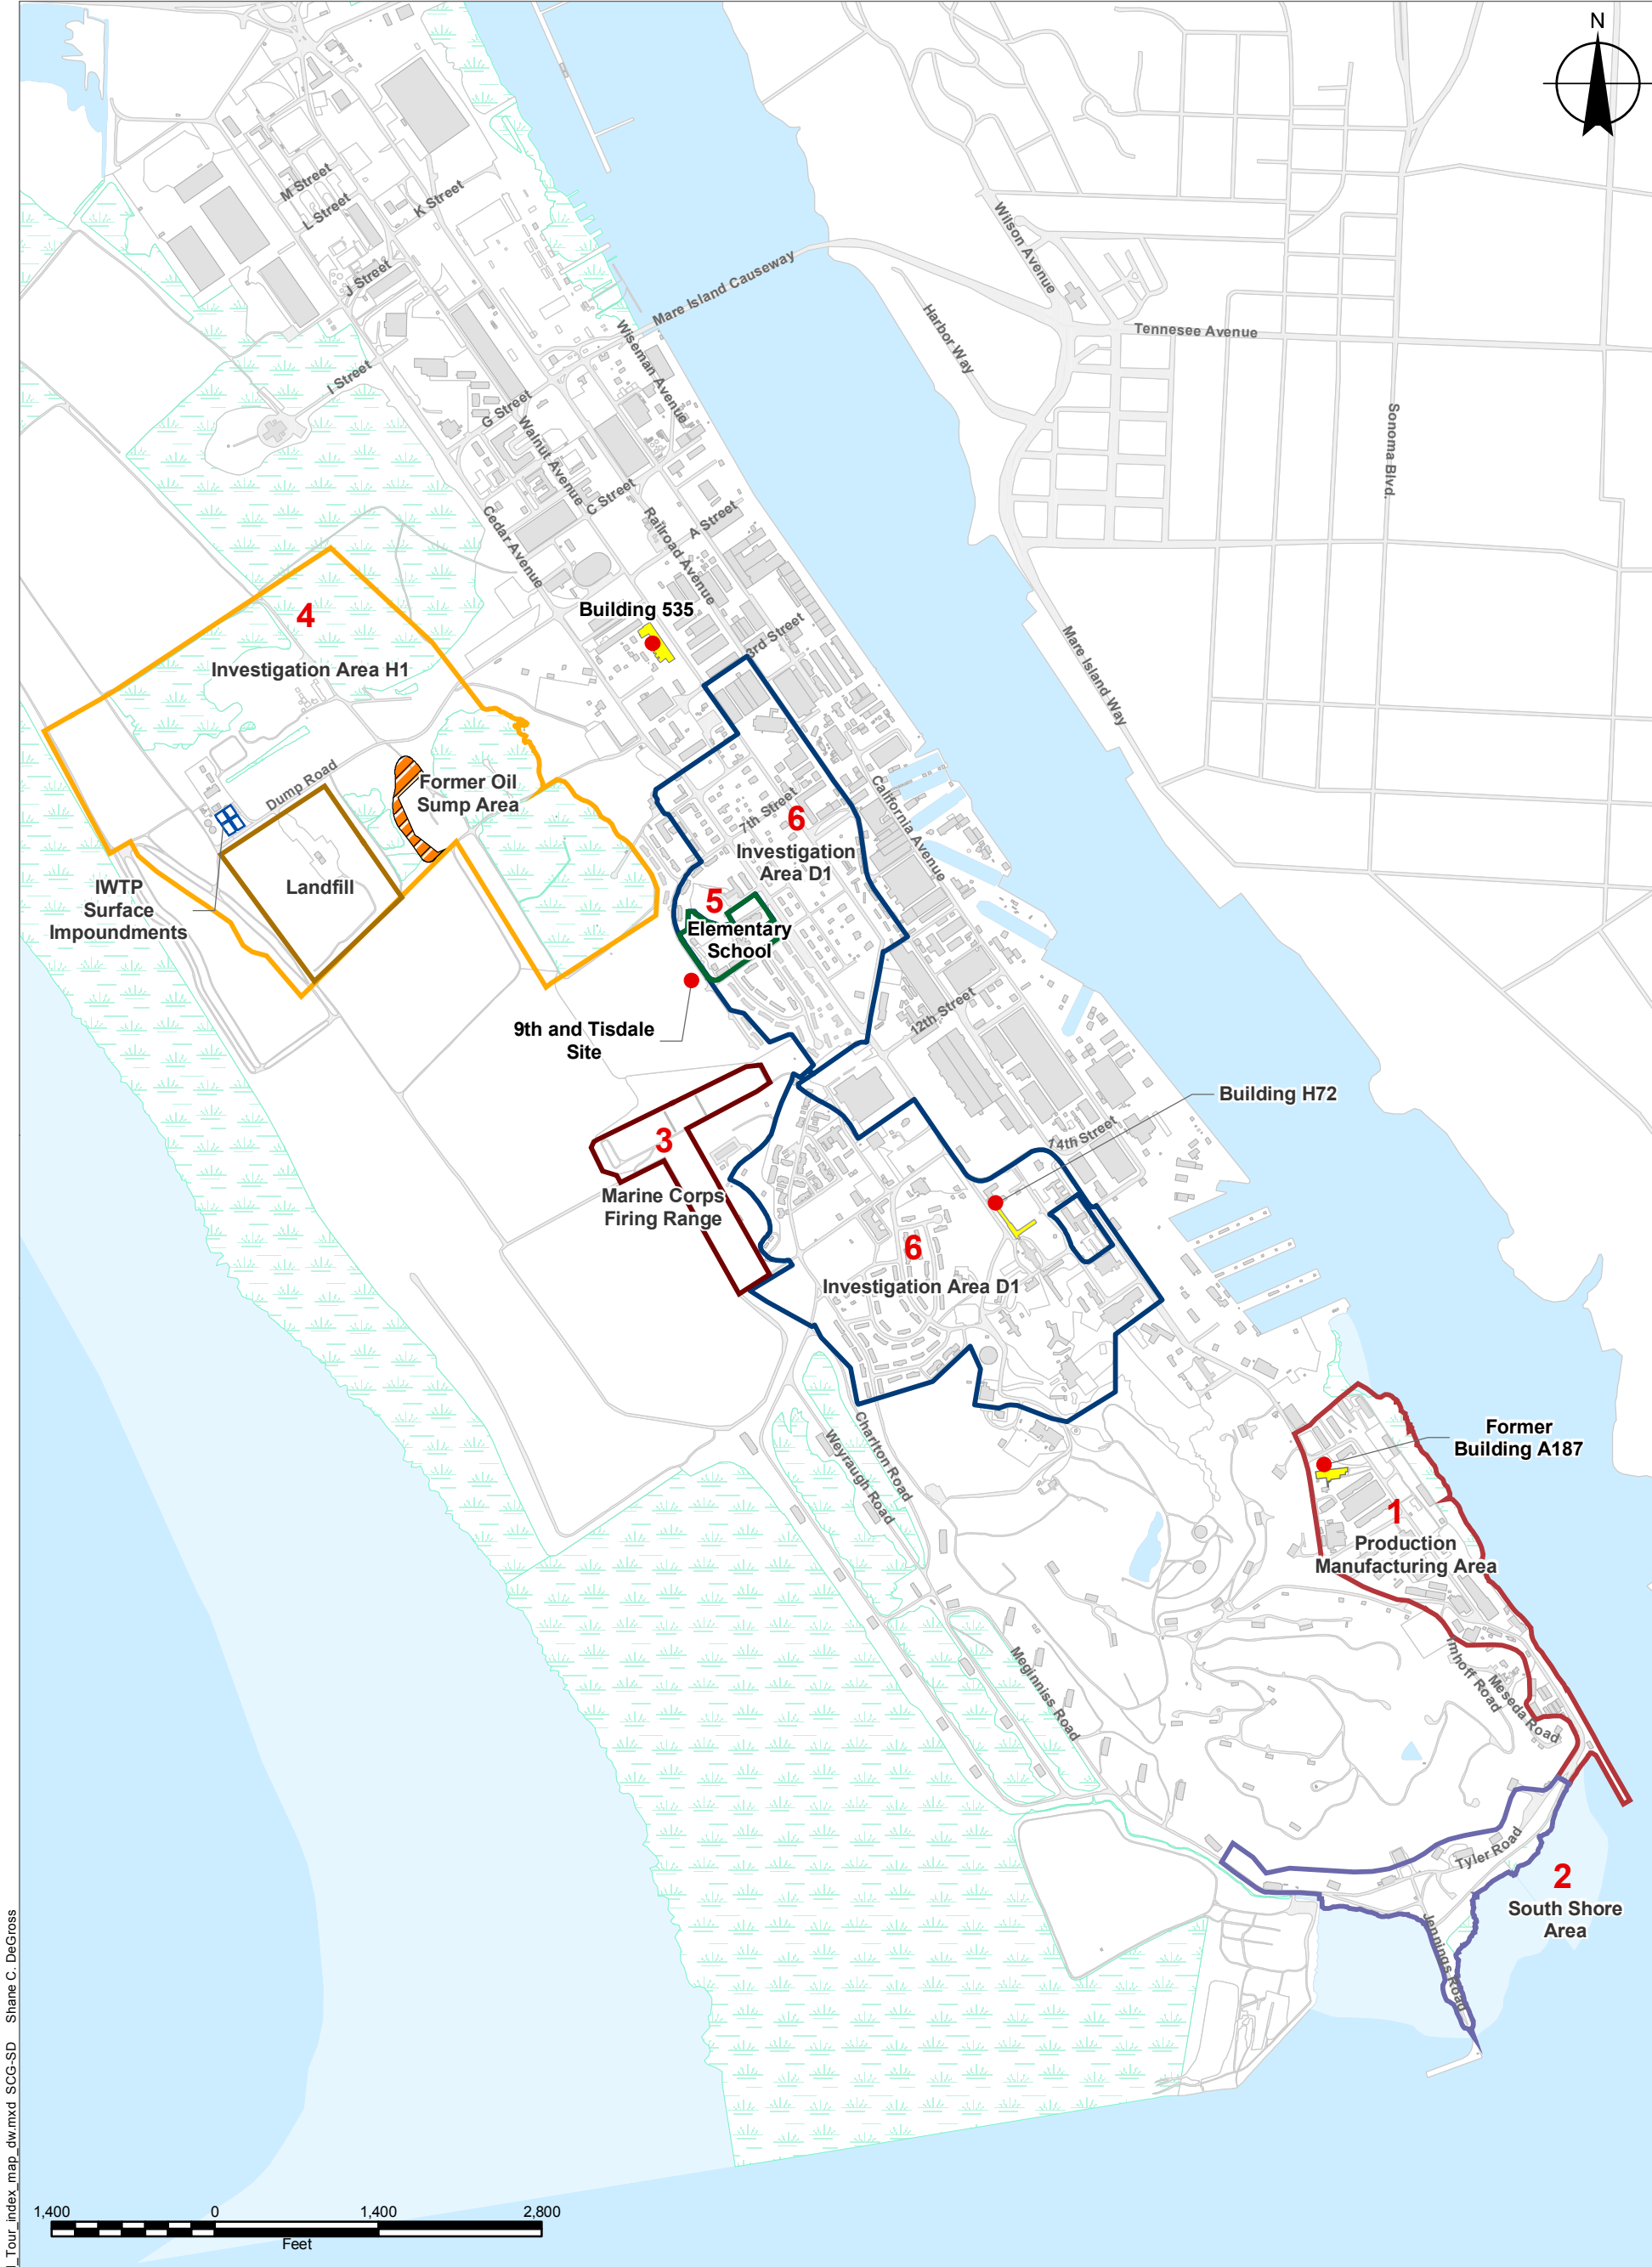 N
M Street
L Street
K Street
J Street
I Street
Mare Island Causeway
Wilson Avenue
Harbor Way
Tennesee Avenue
Sonoma Blvd.
Wiseman Avenue
G Street
Walnut Avenue
C Street
A Street
Cedar Avenue
Railroad Avenue
Building 535
3rd Street
Mare Island Way
4
Investigation Area H1
Dump Road
Former Oil
Sump Area
Landfill
IWTP
Surface
Impoundments
7th Street
6
Investigation
Area D1
California Avenue
5
Elementary
School
9th and Tisdale
Site
12th Street
Building H72
14th Street
3
Marine Corps
Firing Range
6
Investigation Area D1
Charlton Road
Weyraugh Road
Former
Building A187
1
Production
Manufacturing Area
Imhoff Road
Meseda Road
Meginniss Road
Tyler Road
2
South Shore
Area
Jennings Road
1,400
0
1,400
2,800
Feet
I_Tour_index_map_dw.mxd SCG-SD Shane C. DeGross